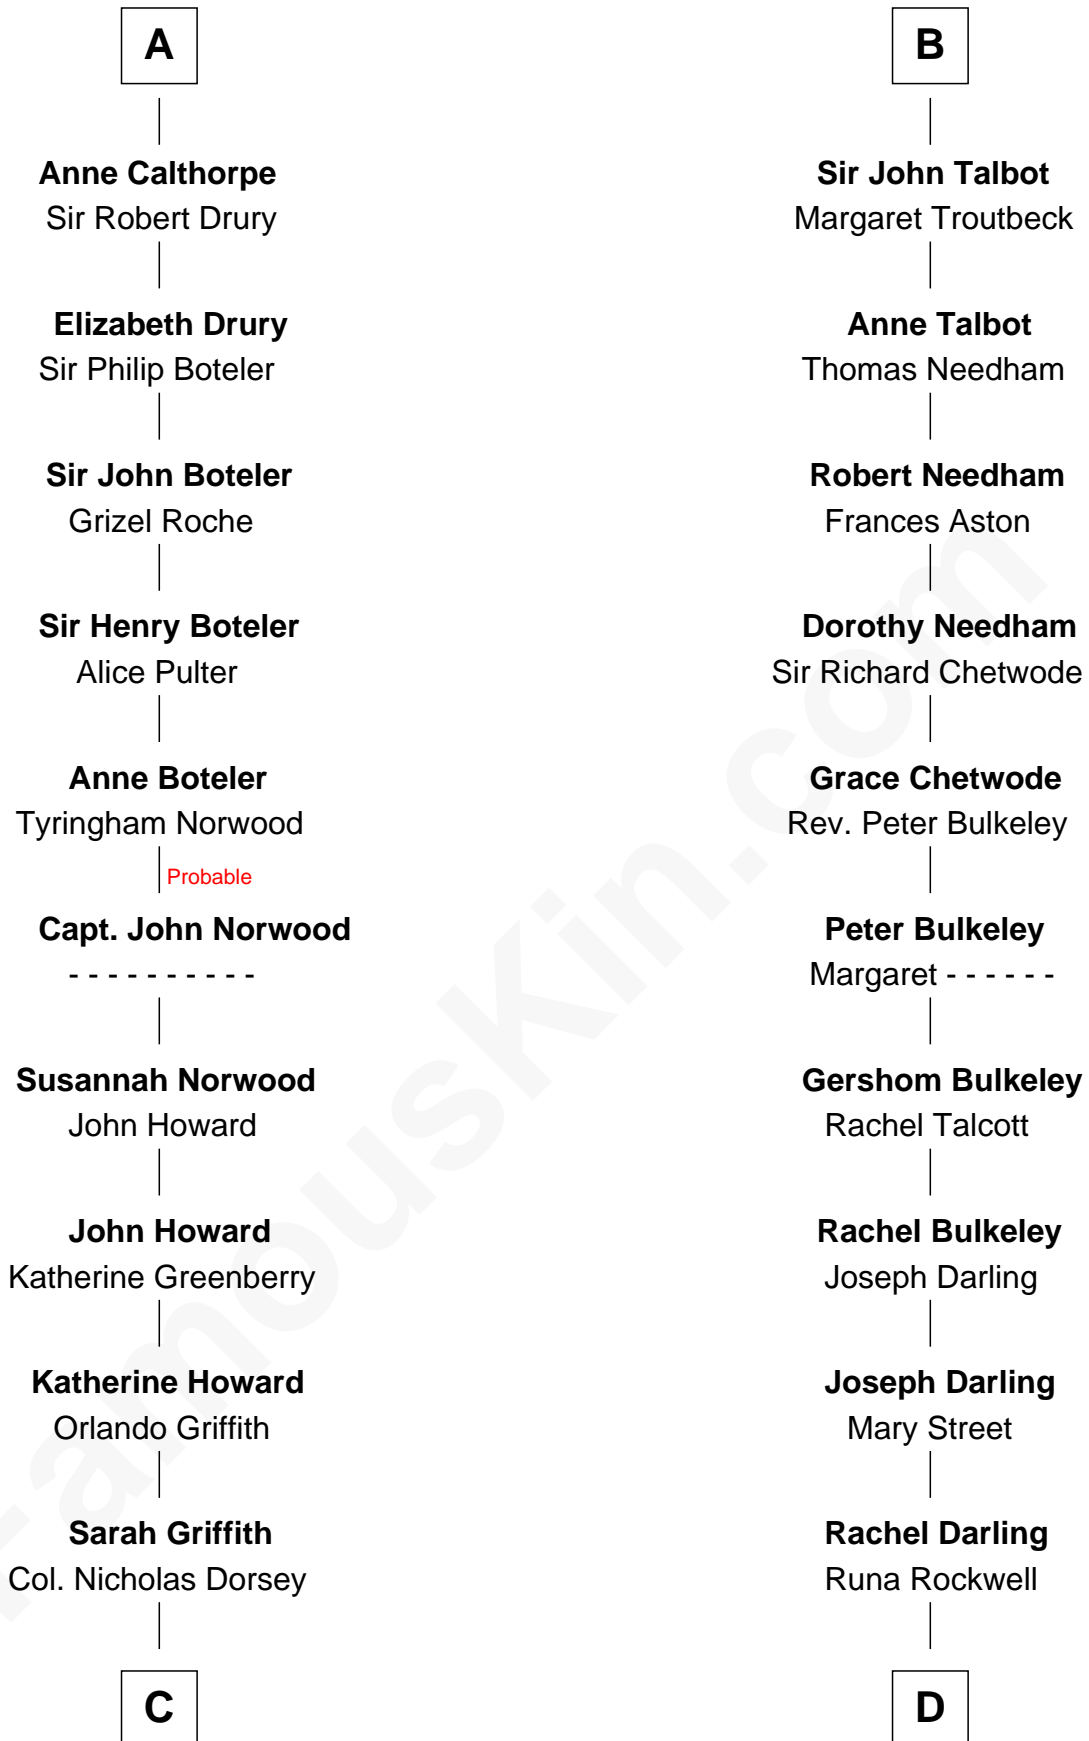 A
Anne Calthorpe
Sir Robert Drury
Elizabeth Drury
Sir Philip Boteler
Sir John Boteler
Grizel Roche
Sir Henry Boteler
Alice Pulter
Anne Boteler
Tyringham Norwood
Probable
Capt. John Norwood
- - - - - - - - - -
Susannah Norwood
John Howard
John Howard
Katherine Greenberry
Katherine Howard
Orlando Griffith
Sarah Griffith
Col. Nicholas Dorsey
C
B
Sir John Talbot
Margaret Troutbeck
Anne Talbot
Thomas Needham
Robert Needham
Frances Aston
Dorothy Needham
Sir Richard Chetwode
Grace Chetwode
Rev. Peter Bulkeley
Peter Bulkeley
Margaret - - - - - -
Gershom Bulkeley
Rachel Talcott
Rachel Bulkeley
Joseph Darling
Joseph Darling
Mary Street
Rachel Darling
Runa Rockwell
D
FamousKin.com